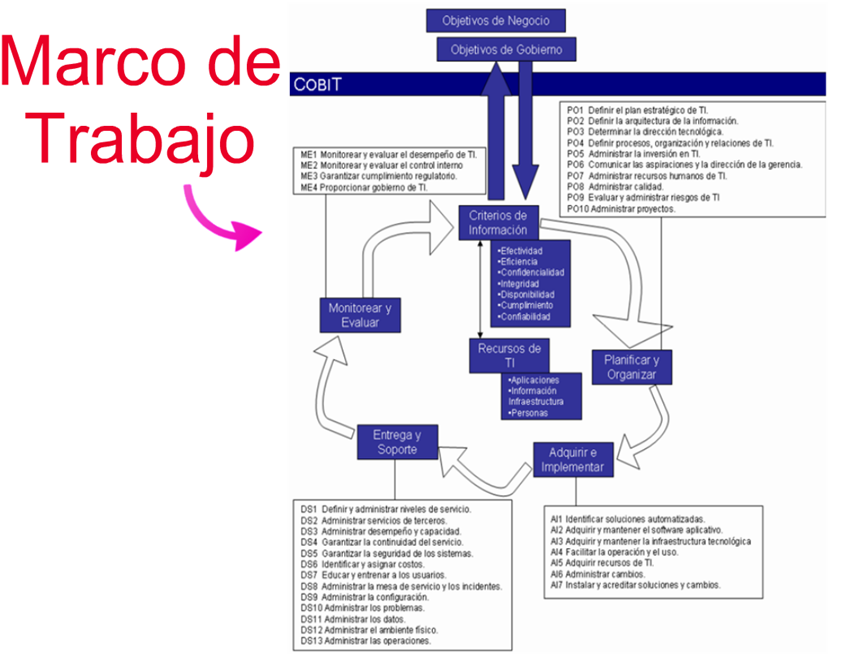 Marco de
Trabajo
Objetivos de Negocio
Objetivos de Gobierno
COBIT
PO1 Definir el plan estratégico de TI.
PO2 Definir la arquitectura de la información.
PO3 Determinar la dirección tecnológica.
PO4 Definir procesos, organización y relaciones de TI.
PO5 Administrar la inversión en TI.
PO6 Comunicar las aspiraciones y la dirección de la gerencia.
PO7 Administrar recursos humanos de TI.
PO8 Administrar calidad.
PO9 Evaluar y administrar riesgos de TI
PO10 Administrar proyectos.
ME1 Monitorear y evaluar el desempeño de TI.
ME2 Monitorear y evaluar el control interno
ME3 Garantizar cumplimiento regulatorio.
ME4 Proporcionar gobierno de TI.
Criterios de
Información
•Efectividad
•Eficiencia
•Confidencialidad
•Integridad
•Disponibilidad
•Cumplimiento
•Confiabilidad
Monitorear y
Evaluar
Recursos de
TI
•Aplicaciones
•Información
Infraestructura
•Personas
Planificar y
Organizar
Entrega y
Soporte
Adquirir e
Implementar
DS1 Definir y administrar niveles de servicio.
DS2 Administrar servicios de terceros.
DS3 Administrar desempeño y capacidad.
DS4 Garantizar la continuidad del servicio.
DS5 Garantizar la seguridad de los sistemas.
DS6 Identificar y asignar costos.
DS7 Educar y entrenar a los usuarios.
DS8 Administrar la mesa de servicio y los incidentes.
DS9 Administrar la configuración.
DS10 Administrar los problemas.
DS11 Administrar los datos.
DS12 Administrar el ambiente físico.
DS13 Administrar las operaciones.
AI1 Identificar soluciones automatizadas.
AI2 Adquirir y mantener el software aplicativo.
AI3 Adquirir y mantener la infraestructura tecnológica
AI4 Facilitar la operación y el uso.
AI5 Adquirir recursos de TI.
AI6 Administrar cambios.
AI7 Instalar y acreditar soluciones y cambios.